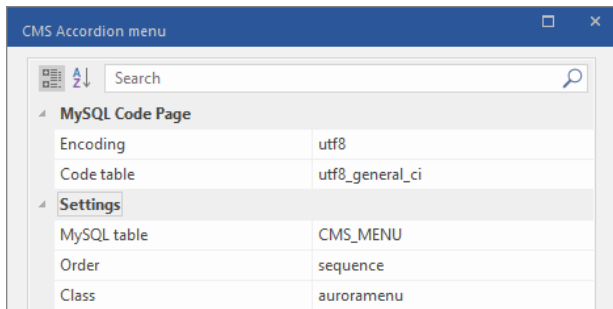 CMS Accordion menu
Search
MySQL Code Page
Encoding utf8
Code table utf8_general_ci
Settings
MySQL table CMS_MENU
Order sequence
Class auroramenu